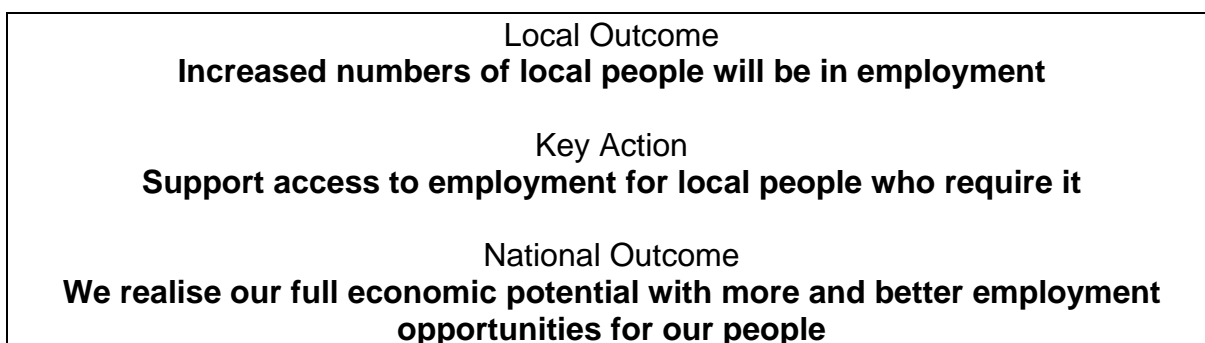 Local Outcome
Increased numbers of local people will be in employment
Key Action
Support access to employment for local people who require it
National Outcome
We realise our full economic potential with more and better employment
opportunities for our people